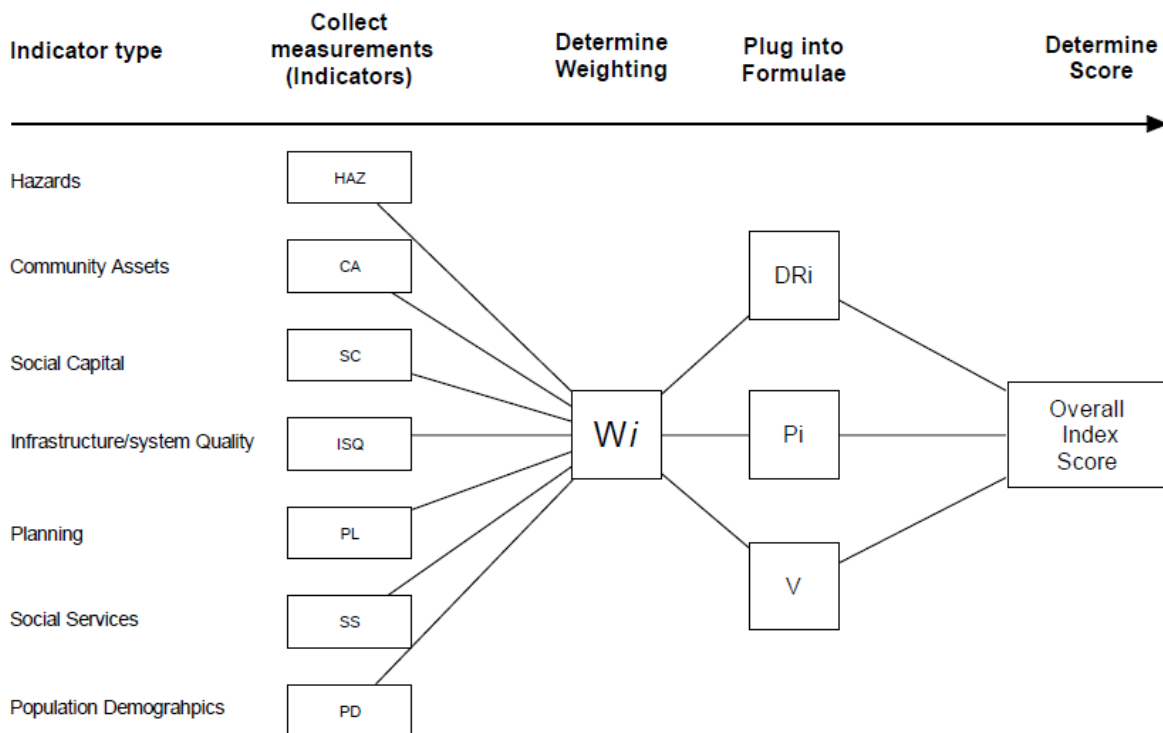 Indicator type
Collect
measurements
(Indicators)
Determine
Weighting
Plug into
Formulae
Determine
Score
Hazards
HAZ
Community Assets
CA
DRi
Social Capital
SC
Infrastructure/system Quality
ISQ
Wi
Pi
Overall
Index
Score
Planning
PL
V
Social Services
SS
Population Demograhpics
PD